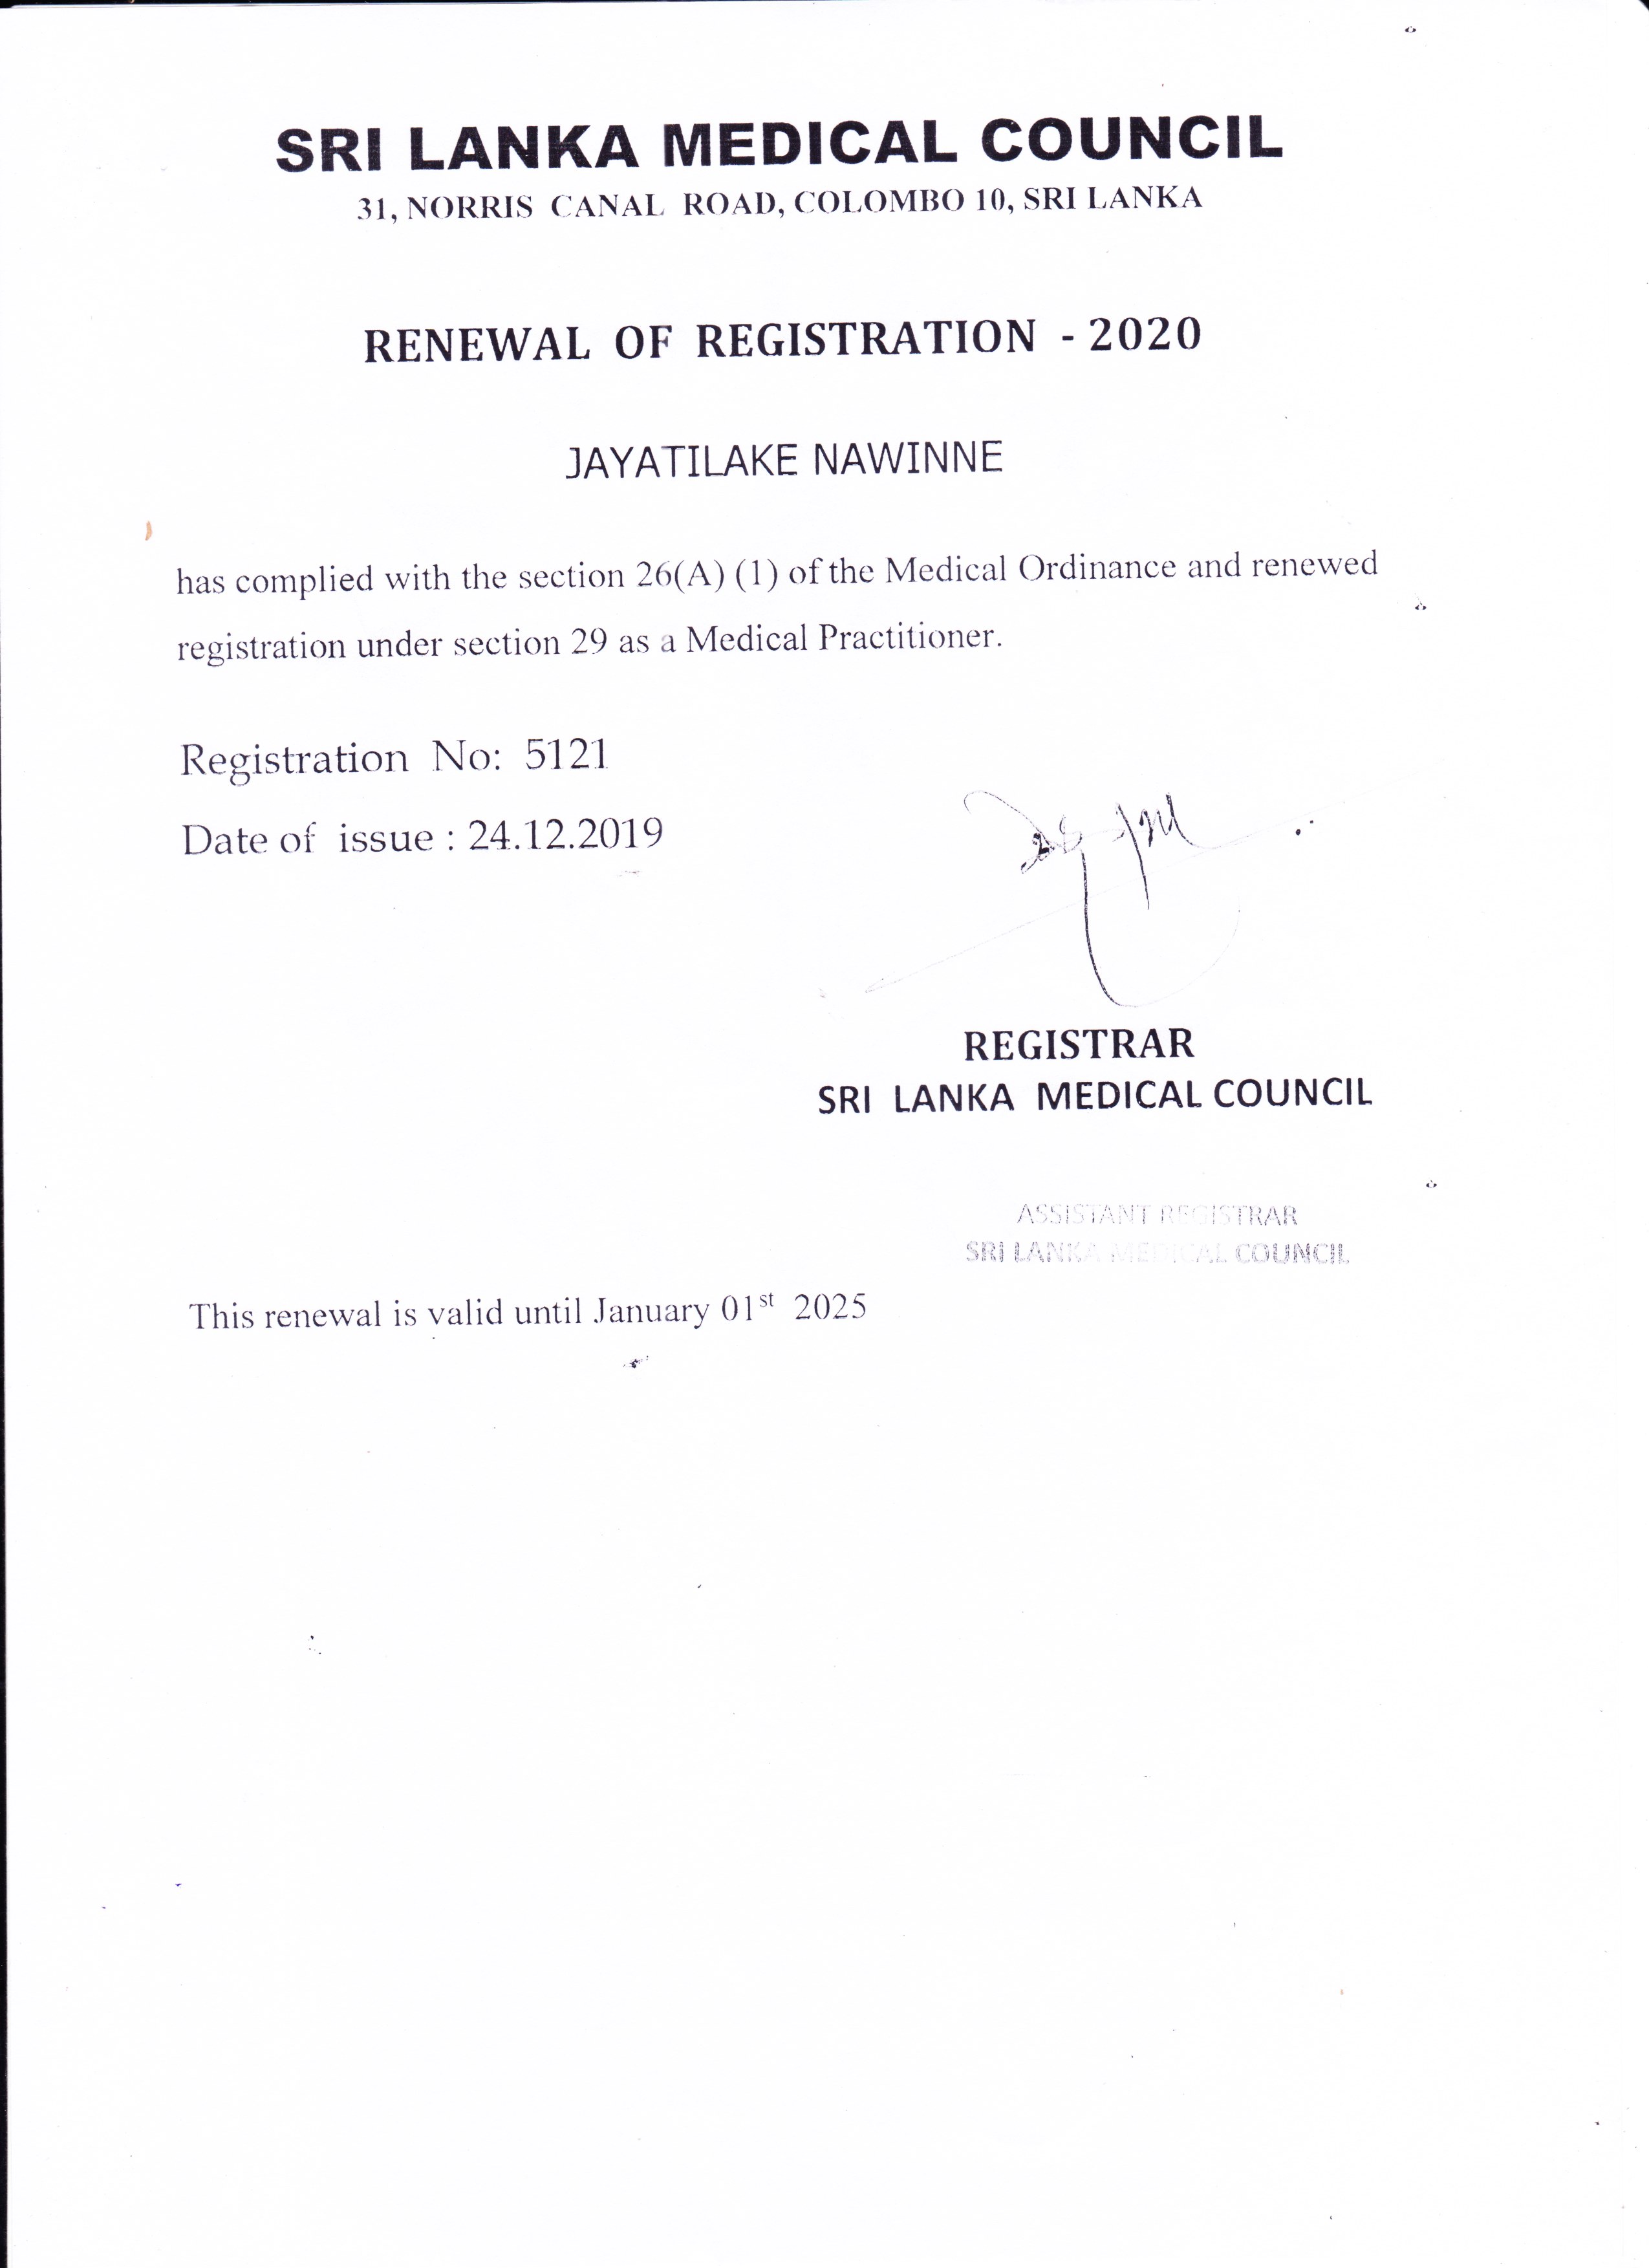 SRI LANKA MEDICAL COUNCIL
31, NORRIS CANAL ROAD, COLOMBO 10, SRI LANKA
RENEWAL OF REGISTRATION - 2020
JAYATILAKE NAWINNE
has complied with the section 26(A) (1) of the Medical Ordinance and renewed
registration under section 29 as a Medical Practitioner.
Registration No: 5121
Date of issue : 24.12.2019
REGISTRAR
SRI LANKA MEDICAL COUNCIL
ASSISTANT REGISTRAR
SRI LANKA MEDICAL COUNCIL
This renewal is valid until January 01st 2025